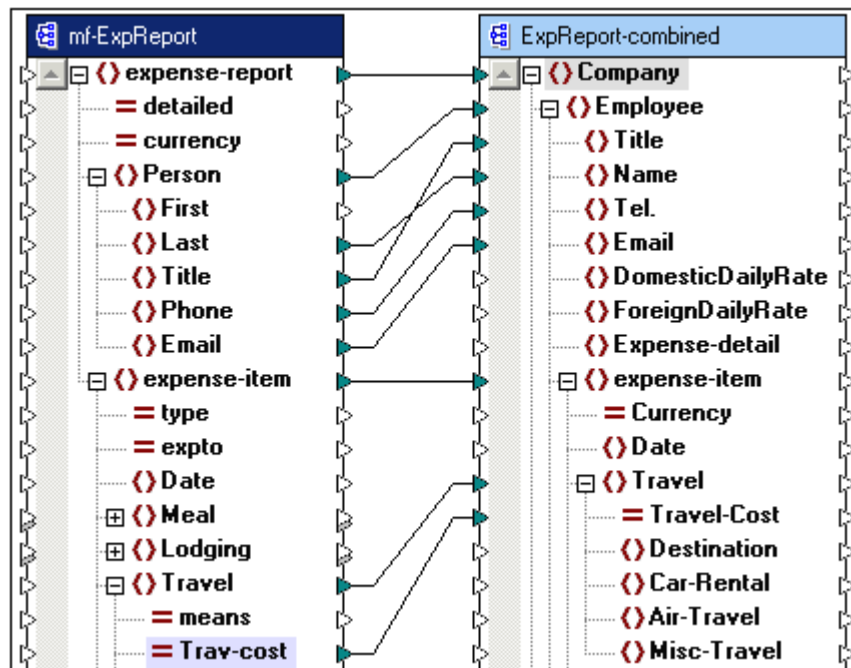 mf-ExpReport
expense-report
= detailed
= currency
Person
First
Last
Title
Phone
Email
expense-item
= type
= expto
Date
Meal
Lodging
Travel
= means
= Trav-cost
ExpReport-combined
Company
Employee
Title
Name
Tel.
Email
DomesticDailyRate
ForeignDailyRate
Expense-detail
expense-item
= Currency
Date
Travel
= Travel-Cost
Destination
Car-Rental
Air-Travel
Misc-Travel